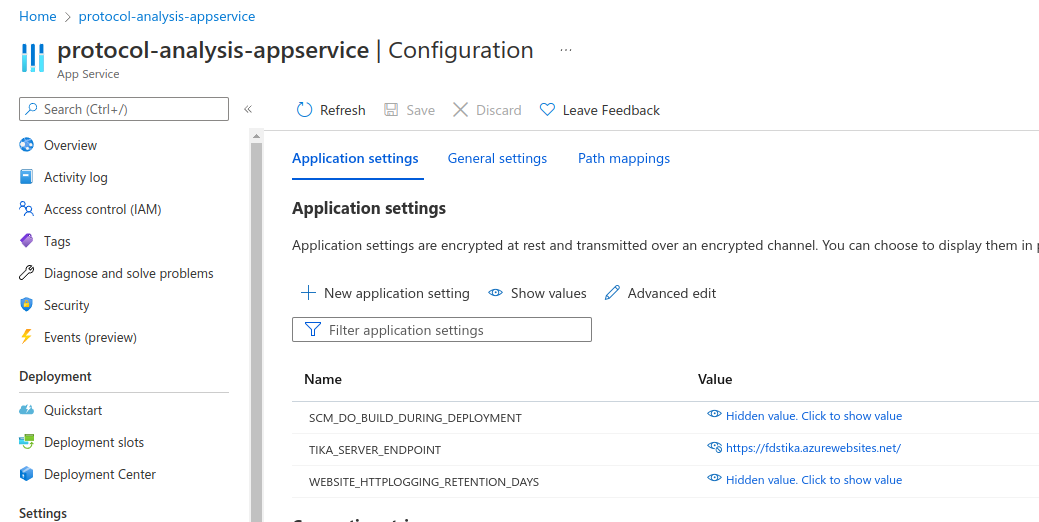 Home > protocol-analysis-appservice
protocol-analysis-appservice | Configuration ...
App Service
Search (Ctrl+/)
«
Refresh
Save
Discard
Leave Feedback
Overview
Activity log
Access control (IAM)
Tags
Diagnose and solve problems
Security
Events (preview)
Deployment
Quickstart
Deployment slots
Deployment Center
Settings
Application settings
General settings
Path mappings
Application settings
Application settings are encrypted at rest and transmitted over an encrypted channel. You can choose to display them in
New application setting
Show values
Advanced edit
Filter application settings
Name Value
SCM_DO_BUILD_DURING_DEPLOYMENT Hidden value. Click to show value
TIKA_SERVER_ENDPOINT https://fdstika.azurewebsites.net/
WEBSITE_HTTPLOGGING_RETENTION_DAYS Hidden value. Click to show value